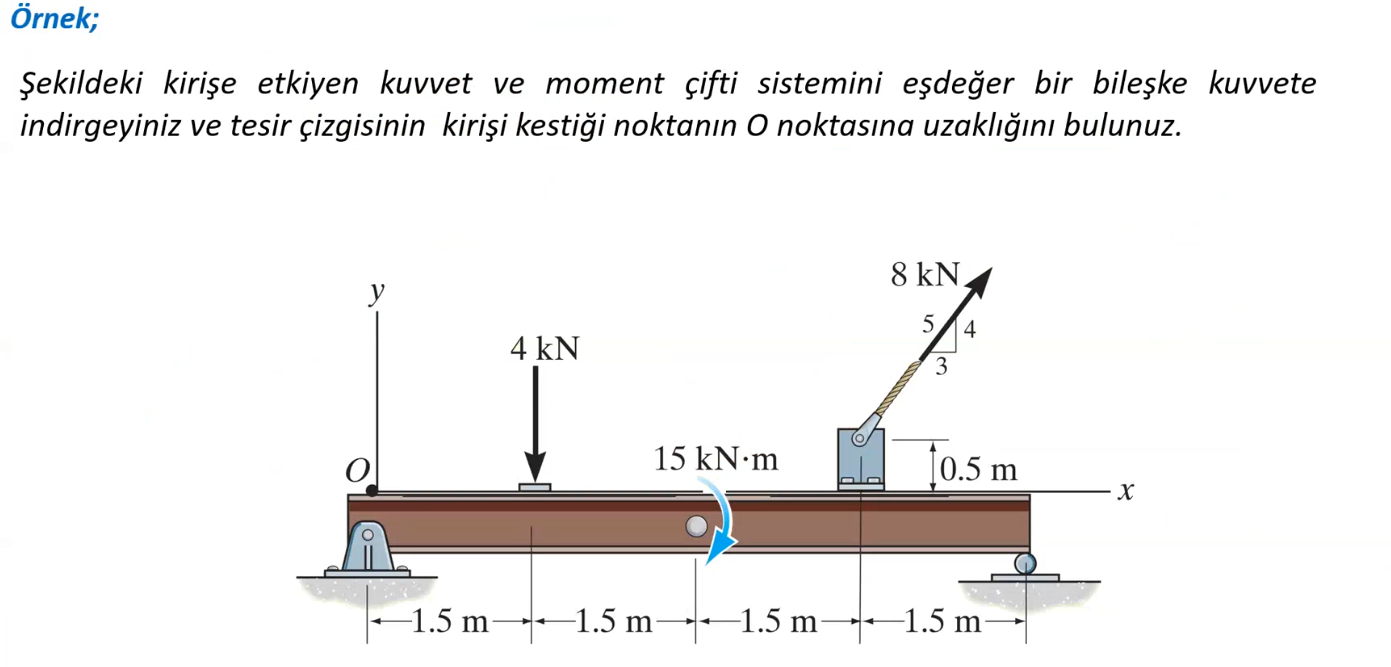 Örnek;
Şekildeki kirişe etkiyen kuvvet ve moment çifti sistemini eşdeğer bir bileşke kuvvete
indirgeyiniz ve tesir çizgisinin kirişi kestiği noktanın O noktasına uzaklığını bulunuz.
8 kN
y
5
4
3
4 kN
15 kN·m
O
0.5 m
x
1.5 m
1.5 m
1.5 m
1.5 m